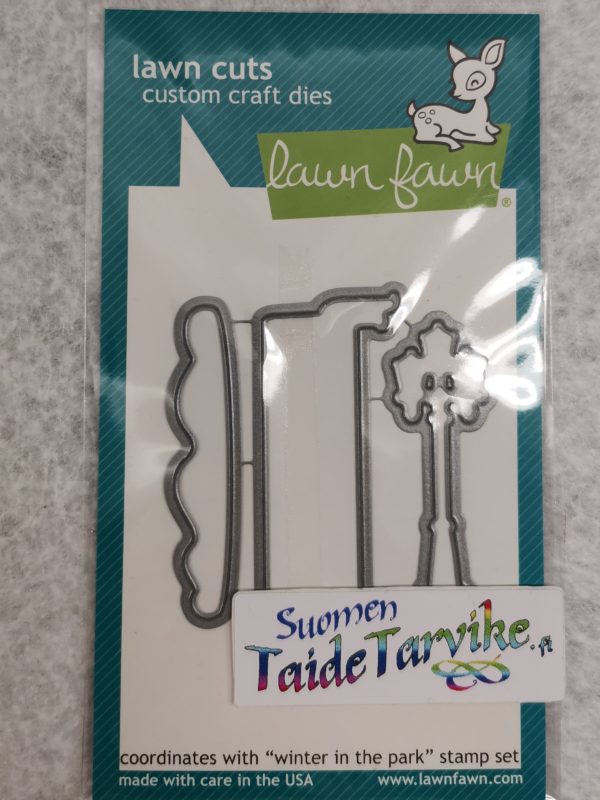 lawn cuts
custom craft dies
lawn fawn
®
Suomen
TaideTarvike.fi
coordinates with “winter in the park” stamp set
made with care in the USA
www.lawnfawn.com